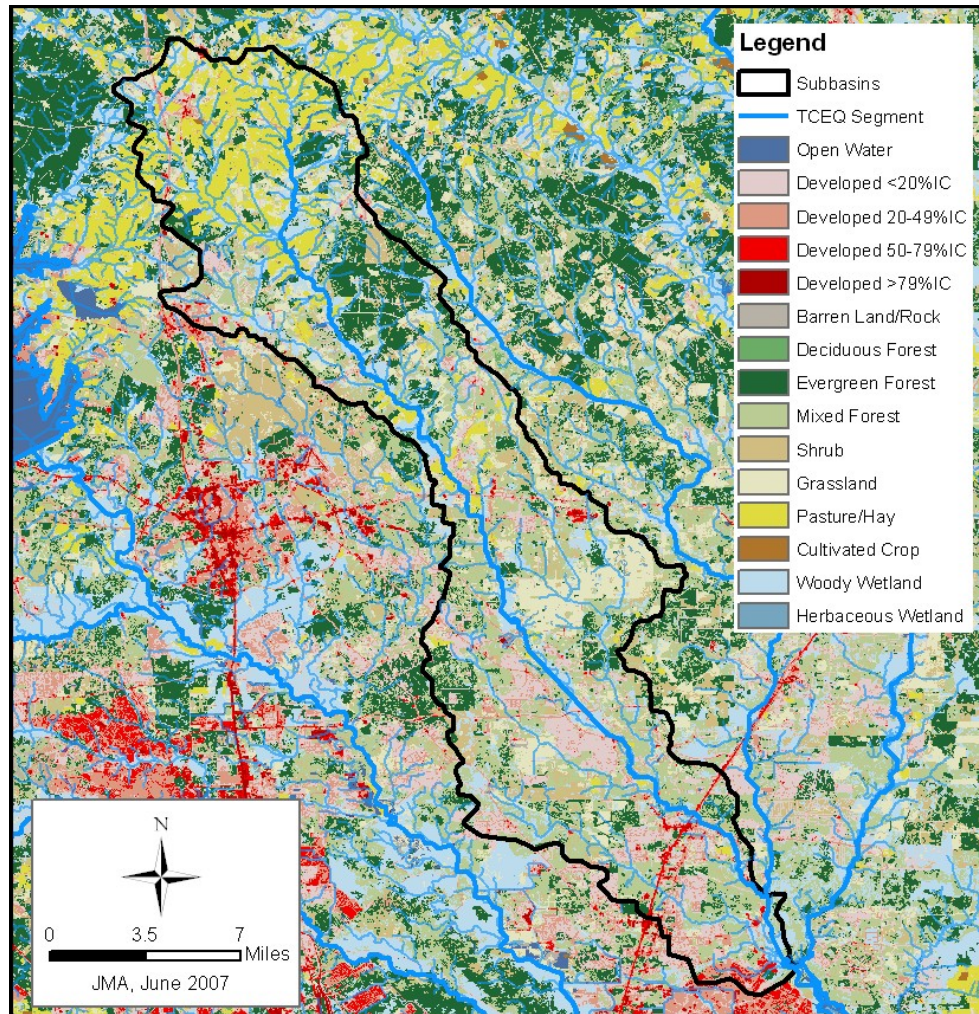 Legend
Subbasins
TCEQ Segment
Open Water
Developed <20%IC
Developed 20-49%IC
Developed 50-79%IC
Developed >79%IC
Barren Land/Rock
Deciduous Forest
Evergreen Forest
Mixed Forest
Shrub
Grassland
Pasture/Hay
Cultivated Crop
Woody Wetland
Herbaceous Wetland
N
0 3.5 7
Miles
JMA, June 2007